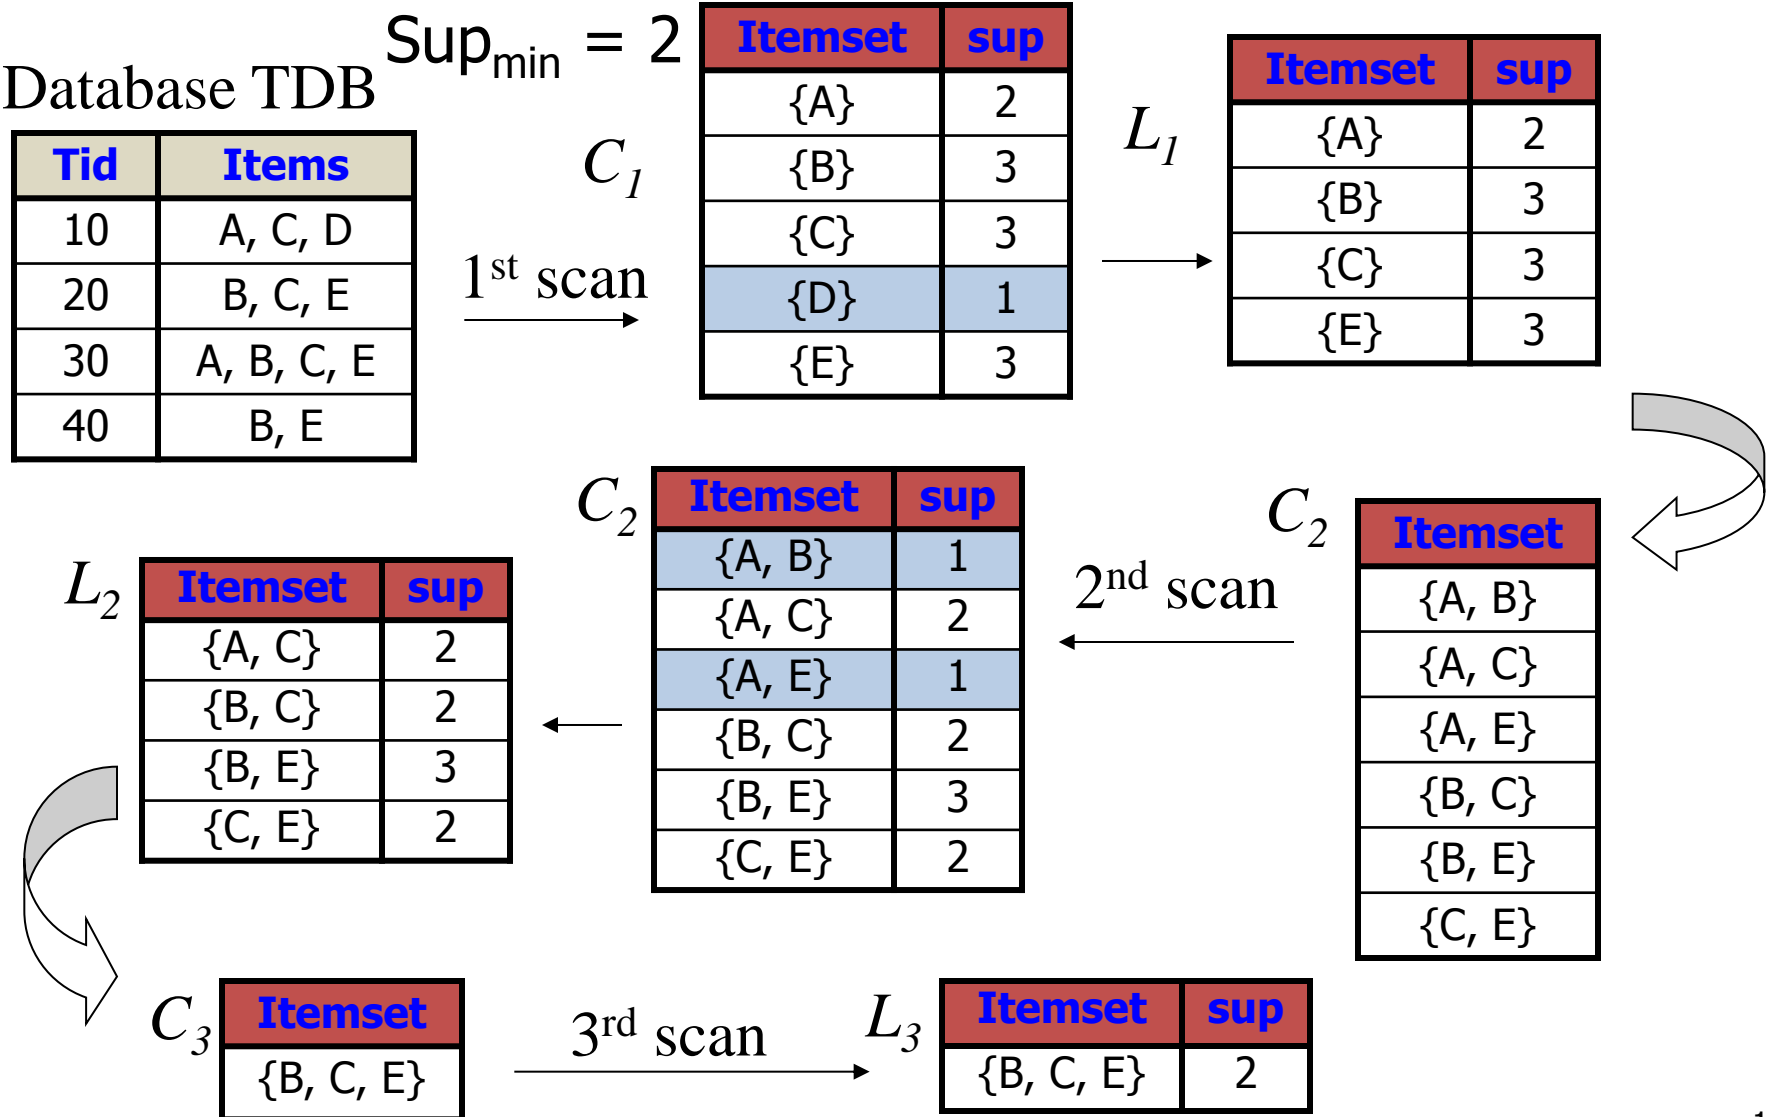 Sup_min = 2
Database TDB
Tid Items
10 A, C, D
20 B, C, E
30 A, B, C, E
40 B, E
1st scan
C1
Itemset sup
{A} 2
{B} 3
{C} 3
{D} 1
{E} 3
L1
Itemset sup
{A} 2
{B} 3
{C} 3
{E} 3
C2
Itemset
{A, B}
{A, C}
{A, E}
{B, C}
{B, E}
{C, E}
2nd scan
C2
Itemset sup
{A, B} 1
{A, C} 2
{A, E} 1
{B, C} 2
{B, E} 3
{C, E} 2
L2
Itemset sup
{A, C} 2
{B, C} 2
{B, E} 3
{C, E} 2
C3
Itemset
{B, C, E}
3rd scan
L3
Itemset sup
{B, C, E} 2